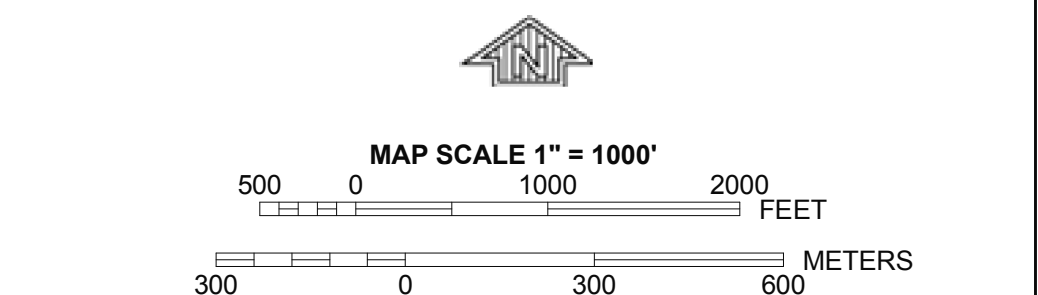 N
MAP SCALE 1" = 1000'
500 0 1000 2000
FEET
METERS
300 0 300 600